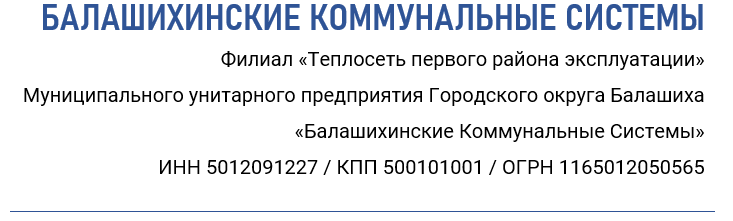 БАЛАШИХИНСКИЕ КОММУНАЛЬНЫЕ СИСТЕМЫ
Филиал «Теплосеть первого района эксплуатации»
Муниципального унитарного предприятия Городского округа Балашиха
«Балашихинские Коммунальные Системы»
ИНН 5012091227 / КПП 500101001 / ОГРН 1165012050565